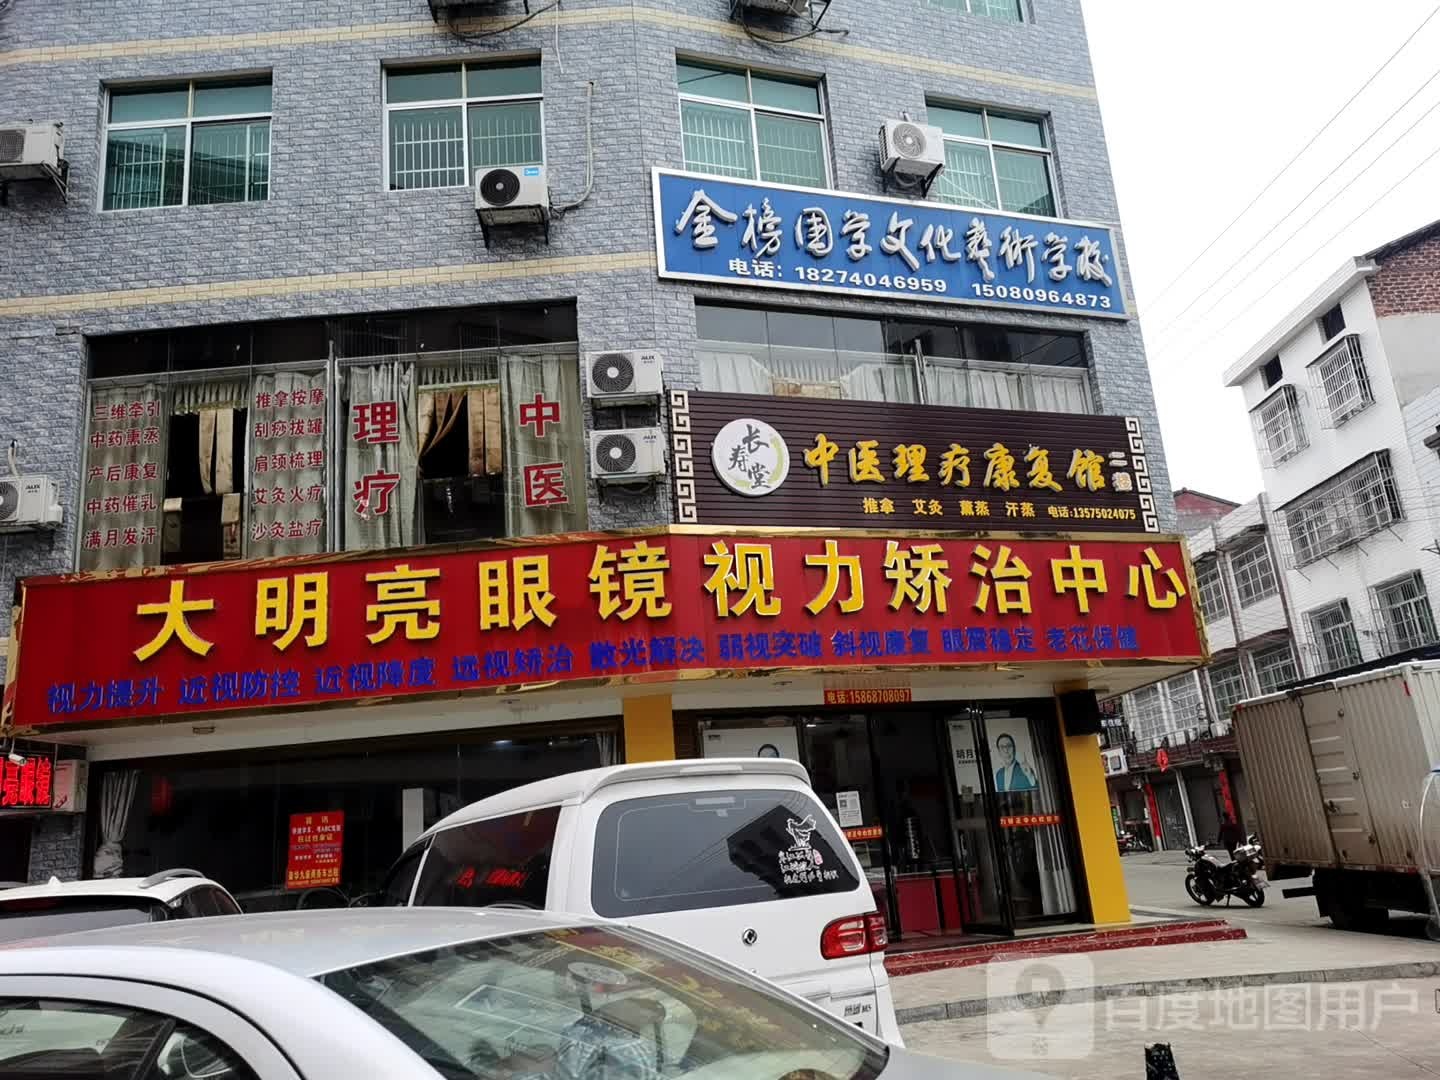 金榜国学文化艺術学校
电话：18274046959 15080964873
三维牵引
中药熏蒸
产后康复
中药催乳
满月发汗
推拿按摩
刮痧拔罐
肩颈梳理
艾灸火疗
沙灸盐疗
理疗
中医
长寿堂
中医理疗康复馆 二楼
推拿 艾灸 薰蒸 汗蒸 电话:13575024075
大明亮眼镜视力矫治中心
视力提升 近视防控 近视降度 远视矫治 散光解决 弱视突破 斜视康复 眼震稳定 老花保健
电话:15868708097
亮眼镜
明月
百度地图用户